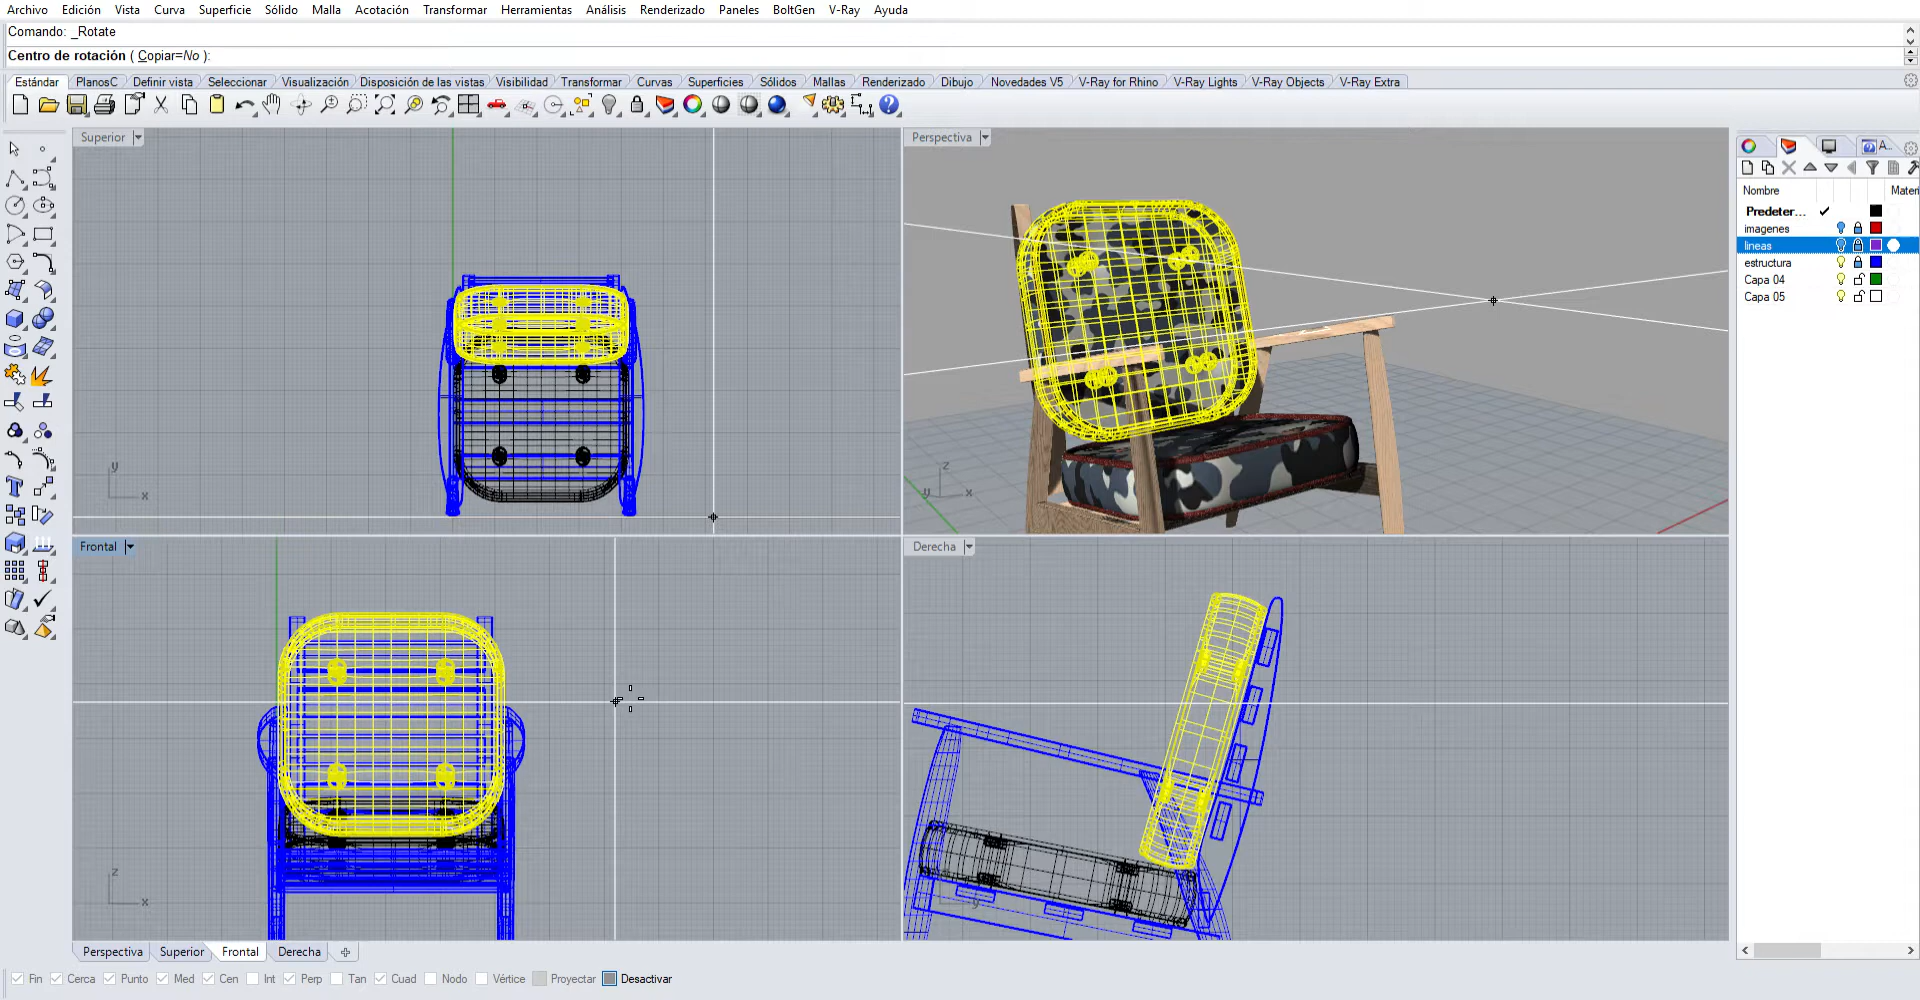 Archivo Edición Vista Curva Superficie Sólido Malla Acotación Transformar Herramientas Análisis Renderizado Paneles BoltGen V-Ray Ayuda
Comando: _Rotate
Centro de rotación ( Copiar=No ):
Estándar PlanosC Definir vista Seleccionar Visualización Disposición de las vistas Visibilidad Transformar Curvas Superficies Sólidos Mallas Renderizado Dibujo Novedades V5 V-Ray for Rhino V-Ray Lights V-Ray Objects V-Ray Extra
Superior
Perspectiva
A...
Nombre Materi
Predeter...
imagenes
lineas
estructura
Capa 04
Capa 05
y
x
z
y
x
Frontal
Derecha
z
x
y
Perspectiva Superior Frontal Derecha
Fin Cerca Punto Med Cen Int Perp Tan Cuad Nodo Vértice Proyectar Desactivar